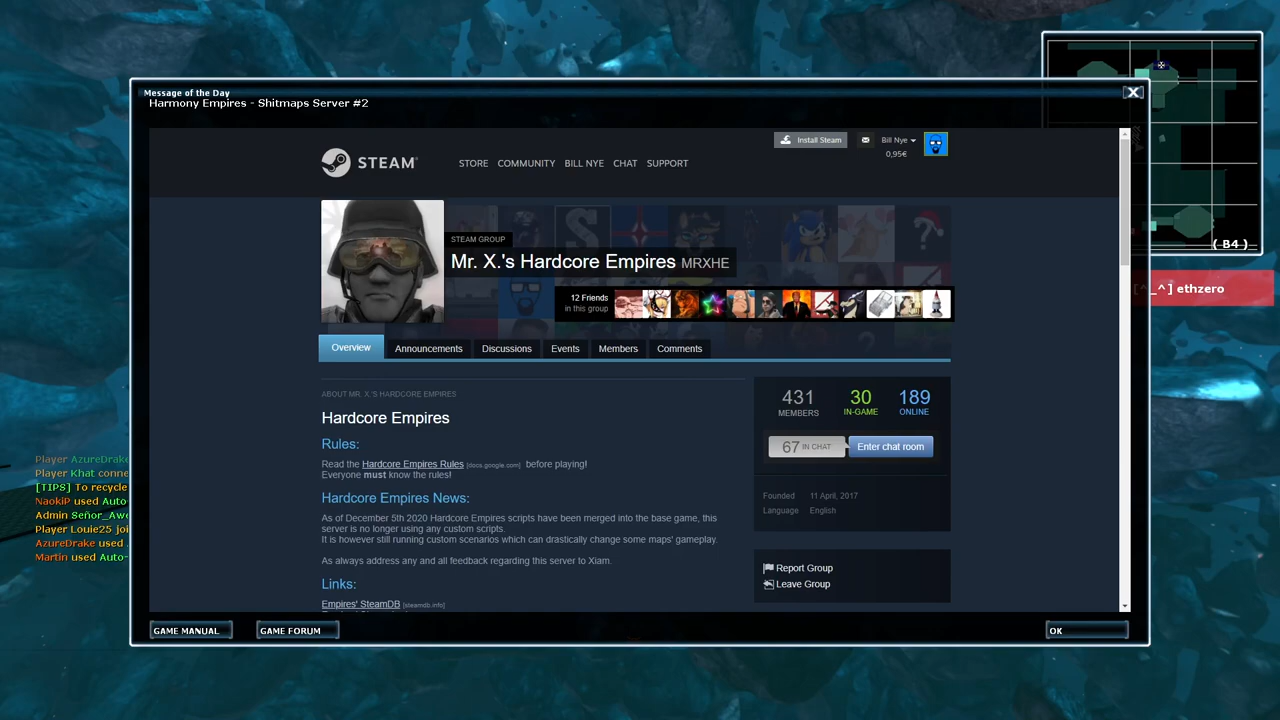 Message of the Day
Harmony Empires - Shitmaps Server #2
X
Install Steam
Bill Nye
0,95€
STEAM®
STORE COMMUNITY BILL NYE CHAT SUPPORT
STEAM GROUP
Mr. X.'s Hardcore Empires MRXHE
12 Friends
in this group
Overview Announcements Discussions Events Members Comments
ABOUT MR. X.'S HARDCORE EMPIRES
Hardcore Empires
Rules:
Read the Hardcore Empires Rules [docs.google.com] before playing!
Everyone must know the rules!
Hardcore Empires News:
As of December 5th 2020 Hardcore Empires scripts have been merged into the base game, this
server is no longer using any custom scripts.
It is however still running custom scenarios which can drastically change some maps' gameplay.
As always address any and all feedback regarding this server to Xiam.
Links:
Empires' SteamDB [steamdb.info]
431 30 189
MEMBERS IN-GAME ONLINE
67 IN CHAT Enter chat room
Founded 11 April, 2017
Language English
Report Group
Leave Group
GAME MANUAL GAME FORUM OK
( B4 )
[^_^] ethzero
Player AzureDrake
Player Khat conne
[TIPS] To recycle
NaokiP used Auto-
Admin Señor_Awe
Player Louie25 joi
AzureDrake used
Martin used Auto-